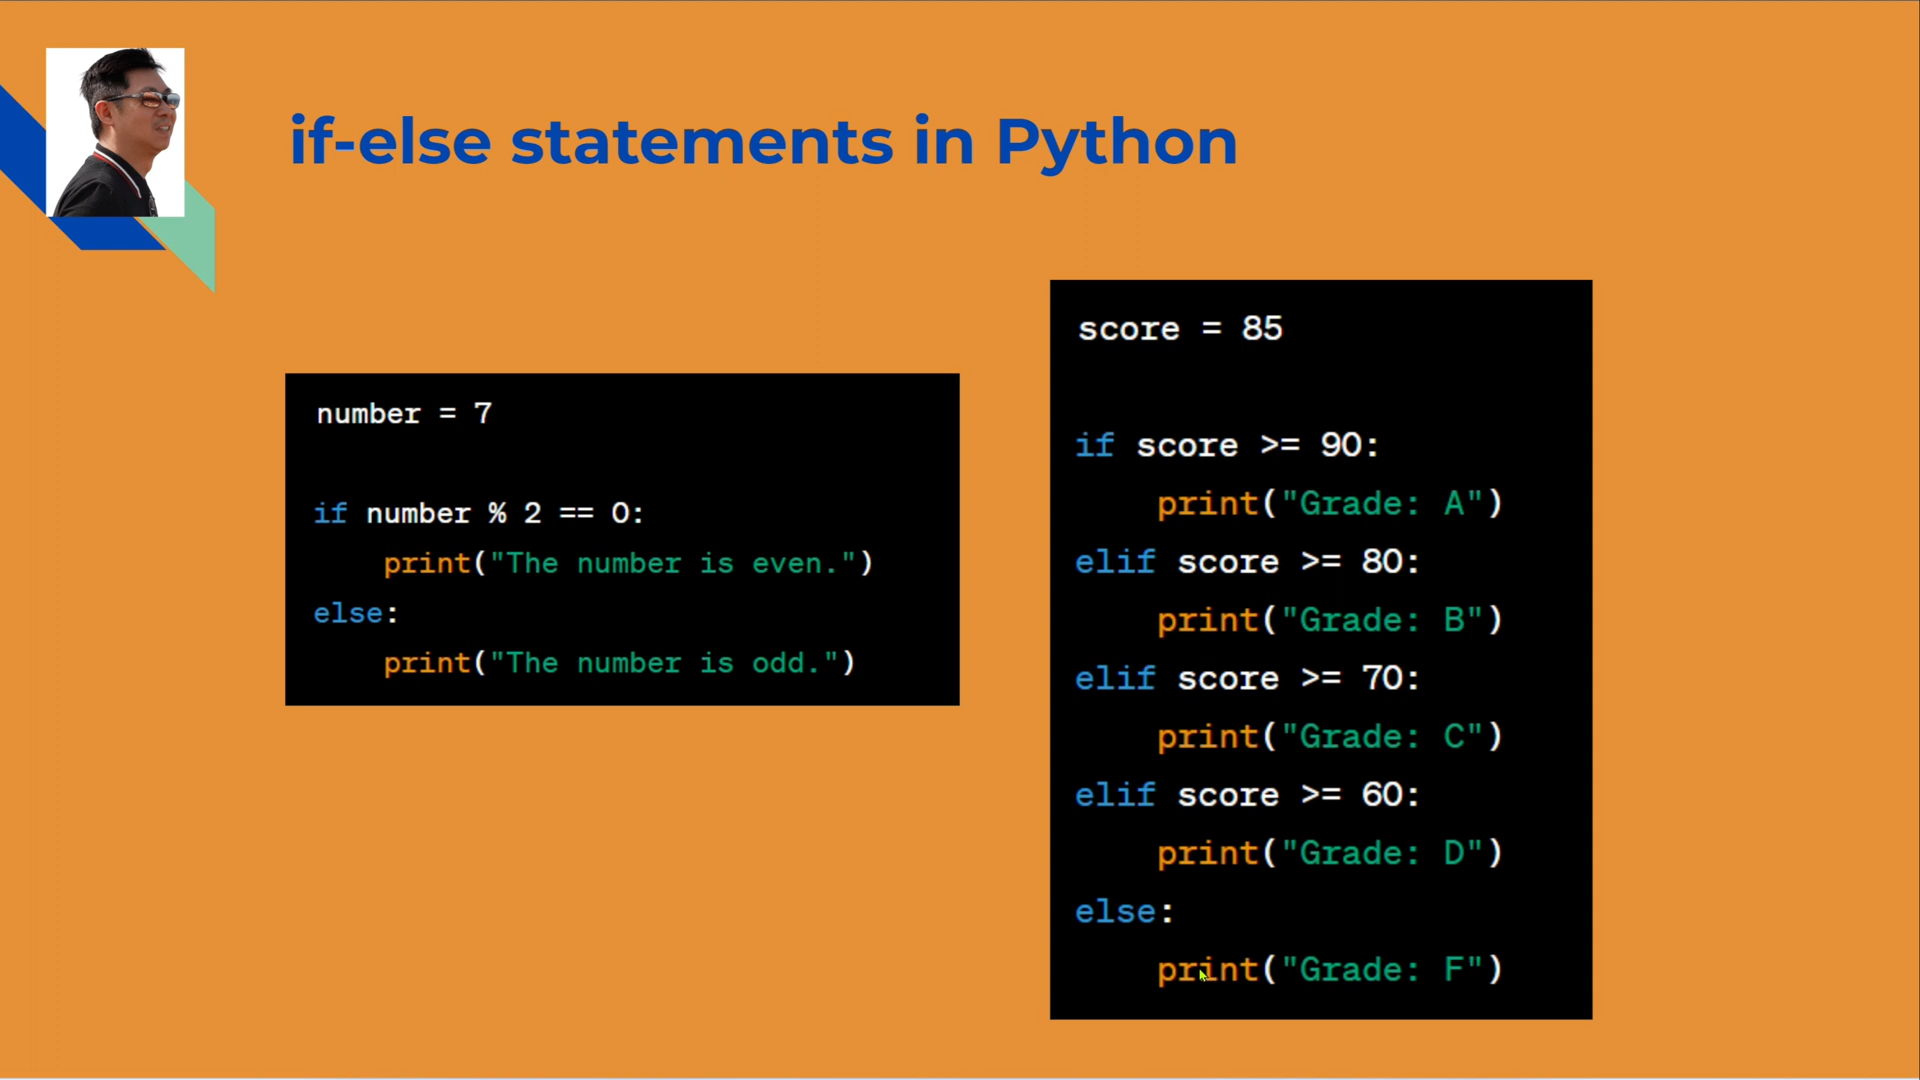 if-else statements in Python
number = 7
if number % 2 == 0:
    print("The number is even.")
else:
    print("The number is odd.")
score = 85
if score >= 90:
    print("Grade: A")
elif score >= 80:
    print("Grade: B")
elif score >= 70:
    print("Grade: C")
elif score >= 60:
    print("Grade: D")
else:
    print("Grade: F")